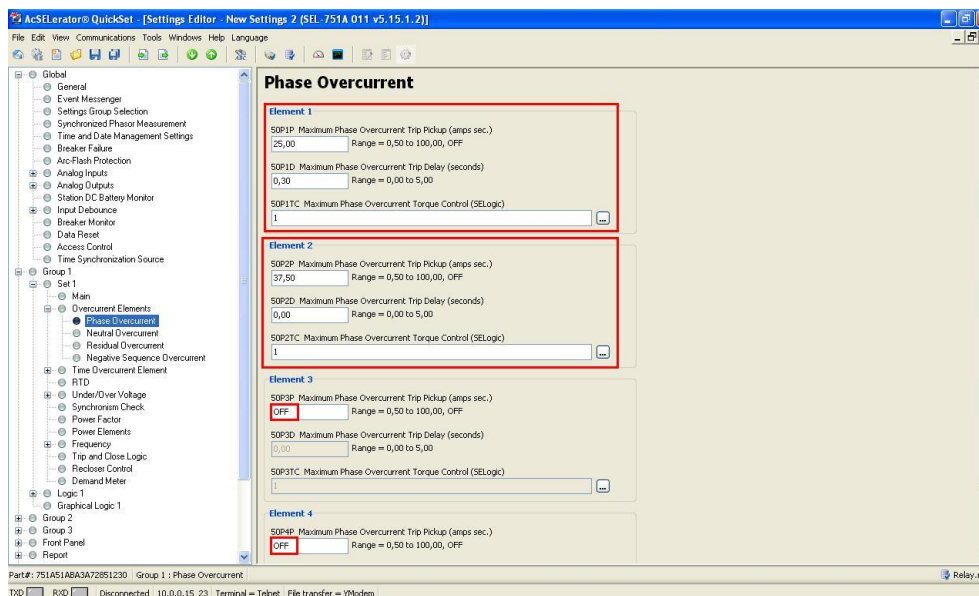 AcSELerator® QuickSet - [Settings Editor - New Settings 2 (SEL-751A 011 v5.15.1.2)]
File Edit View Communications Tools Windows Help Language
Global
General
Event Messenger
Settings Group Selection
Synchronized Phasor Measurement
Time and Date Management Settings
Breaker Failure
Arc-Flash Protection
Analog Inputs
Analog Outputs
Station DC Battery Monitor
Input Debounce
Breaker Monitor
Data Reset
Access Control
Time Synchronization Source
Group 1
Set 1
Main
Overcurrent Elements
Phase Overcurrent
Neutral Overcurrent
Residual Overcurrent
Negative Sequence Overcurrent
Time Overcurrent Element
RTD
Under/Over Voltage
Synchronism Check
Power Factor
Power Elements
Frequency
Trip and Close Logic
Recloser Control
Demand Meter
Logic 1
Graphical Logic 1
Group 2
Group 3
Front Panel
Report
Phase Overcurrent
Element 1
50P1P Maximum Phase Overcurrent Trip Pickup (amps sec.)
25,00 Range = 0,50 to 100,00, OFF
50P1D Maximum Phase Overcurrent Trip Delay (seconds)
0,30 Range = 0,00 to 5,00
50P1TC Maximum Phase Overcurrent Torque Control (SELogic)
1 ...
Element 2
50P2P Maximum Phase Overcurrent Trip Pickup (amps sec.)
37,50 Range = 0,50 to 100,00, OFF
50P2D Maximum Phase Overcurrent Trip Delay (seconds)
0,00 Range = 0,00 to 5,00
50P2TC Maximum Phase Overcurrent Torque Control (SELogic)
1 ...
Element 3
50P3P Maximum Phase Overcurrent Trip Pickup (amps sec.)
OFF Range = 0,50 to 100,00, OFF
50P3D Maximum Phase Overcurrent Trip Delay (seconds)
0,00 Range = 0,00 to 5,00
50P3TC Maximum Phase Overcurrent Torque Control (SELogic)
1 ...
Element 4
50P4P Maximum Phase Overcurrent Trip Pickup (amps sec.)
OFF Range = 0,50 to 100,00, OFF
Part#: 751A51ABA3A72851230 Group 1 : Phase Overcurrent Relay.r
TXD RXD Disconnected 10.0.0.15 23 Terminal = Telnet File transfer = YModem